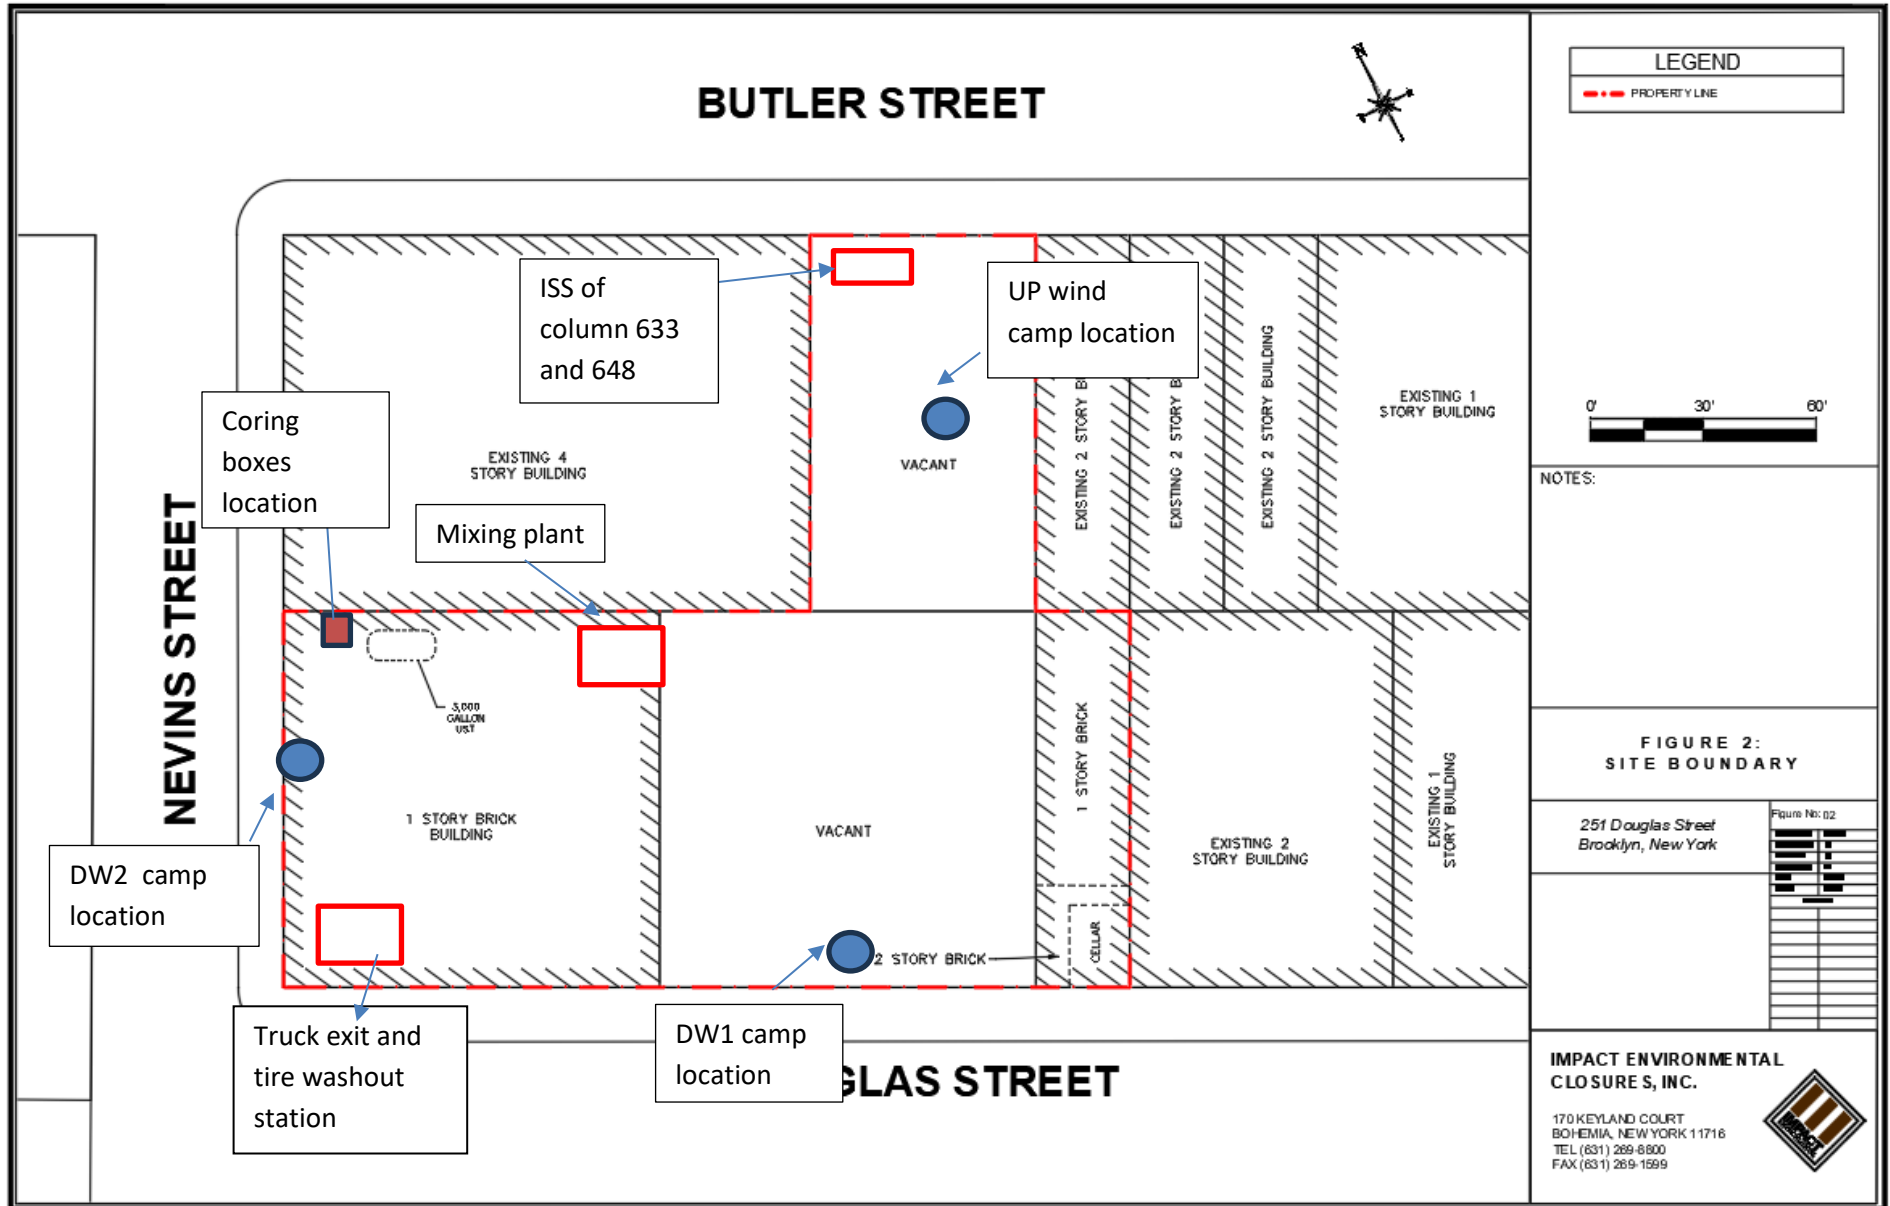 BUTLER STREET
N
LEGEND
PROPERTY LINE
ISS of
column 633
and 648
UP wind
camp location
Coring
boxes
location
EXISTING 4
STORY BUILDING
Mixing plant
VACANT
EXISTING 2 STORY
EXISTING 2 STORY
EXISTING 2 STORY BUILDING
EXISTING 1
STORY BUILDING
0' 30' 60'
NOTES:
NEVINS STREET
GALLON
UST
1 STORY BRICK
BUILDING
VACANT
1 STORY BRICK
EXISTING 2
STORY BUILDING
EXISTING 1
STORY BUILDING
FIGURE 2:
SITE BOUNDARY
251 Douglas Street
Brooklyn, New York
Figure No: 02
DW2 camp
location
2 STORY BRICK
CELLAR
Truck exit and
tire washout
station
DW1 camp
location
GLAS STREET
IMPACT ENVIRONMENTAL
CLOSURES, INC.
170 KEYLAND COURT
BOHEMIA, NEW YORK 11716
TEL (631) 269-8800
FAX (631) 269-1599